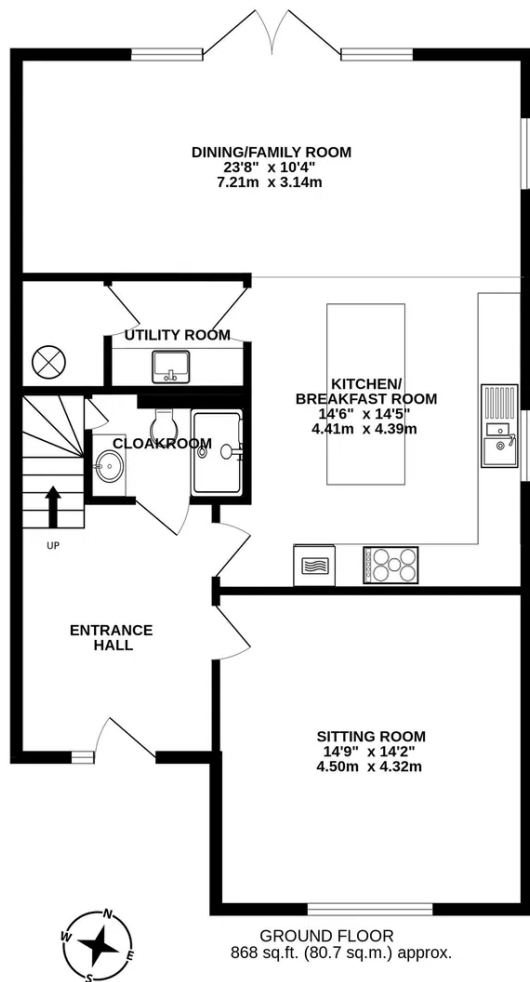 DINING/FAMILY ROOM
23'8" x 10'4"
7.21m x 3.14m
UTILITY ROOM
KITCHEN/
BREAKFAST ROOM
14'6" x 14'5"
4.41m x 4.39m
CLOAKROOM
UP
ENTRANCE
HALL
SITTING ROOM
14'9" x 14'2"
4.50m x 4.32m
N
W
E
S
GROUND FLOOR
868 sq.ft. (80.7 sq.m.) approx.